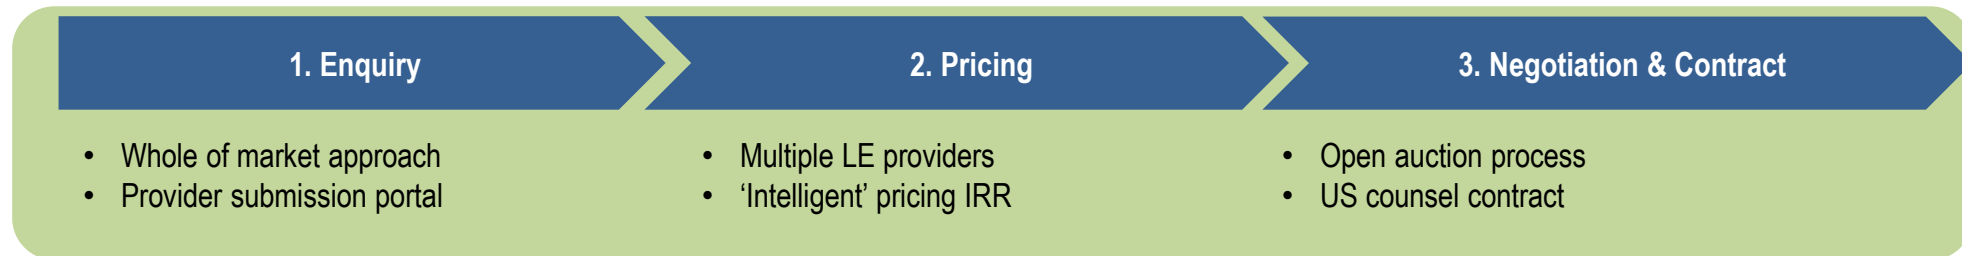 1. Enquiry
• Whole of market approach
• Provider submission portal
2. Pricing
• Multiple LE providers
• ‘Intelligent’ pricing IRR
3. Negotiation & Contract
• Open auction process
• US counsel contract